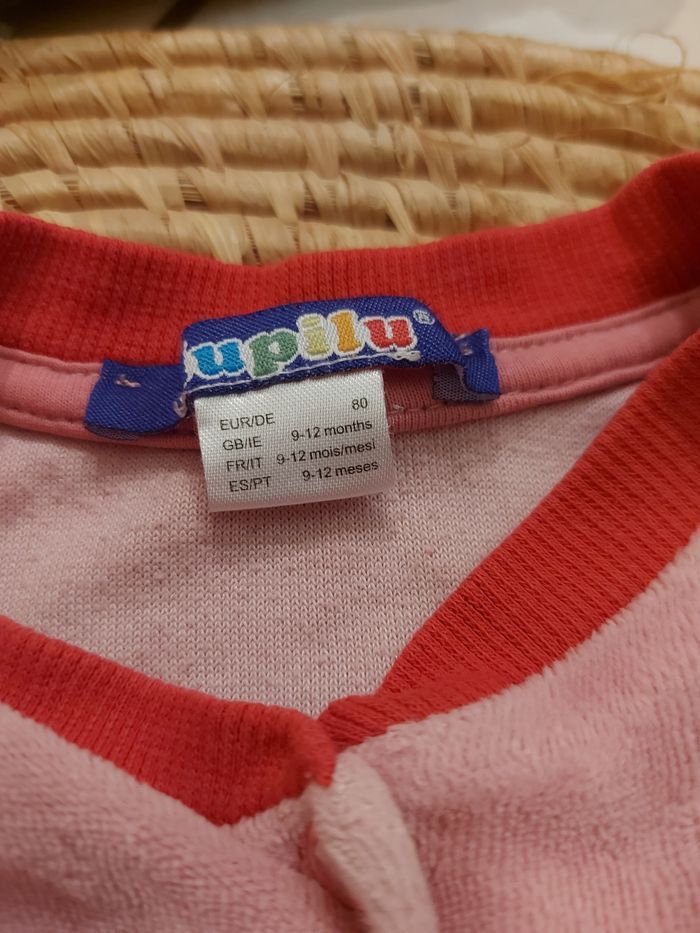 upilu®
EUR/DE 80
GB/IE 9-12 months
FR/IT 9-12 mois/mesi
ES/PT 9-12 meses